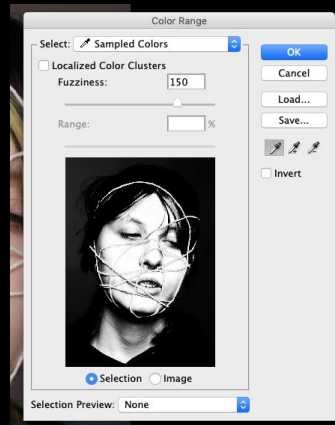 Color Range
Select: Sampled Colors
OK
Localized Color Clusters
Cancel
Fuzziness: 150
Load...
Range: %
Save...
Invert
Selection Image
Selection Preview: None